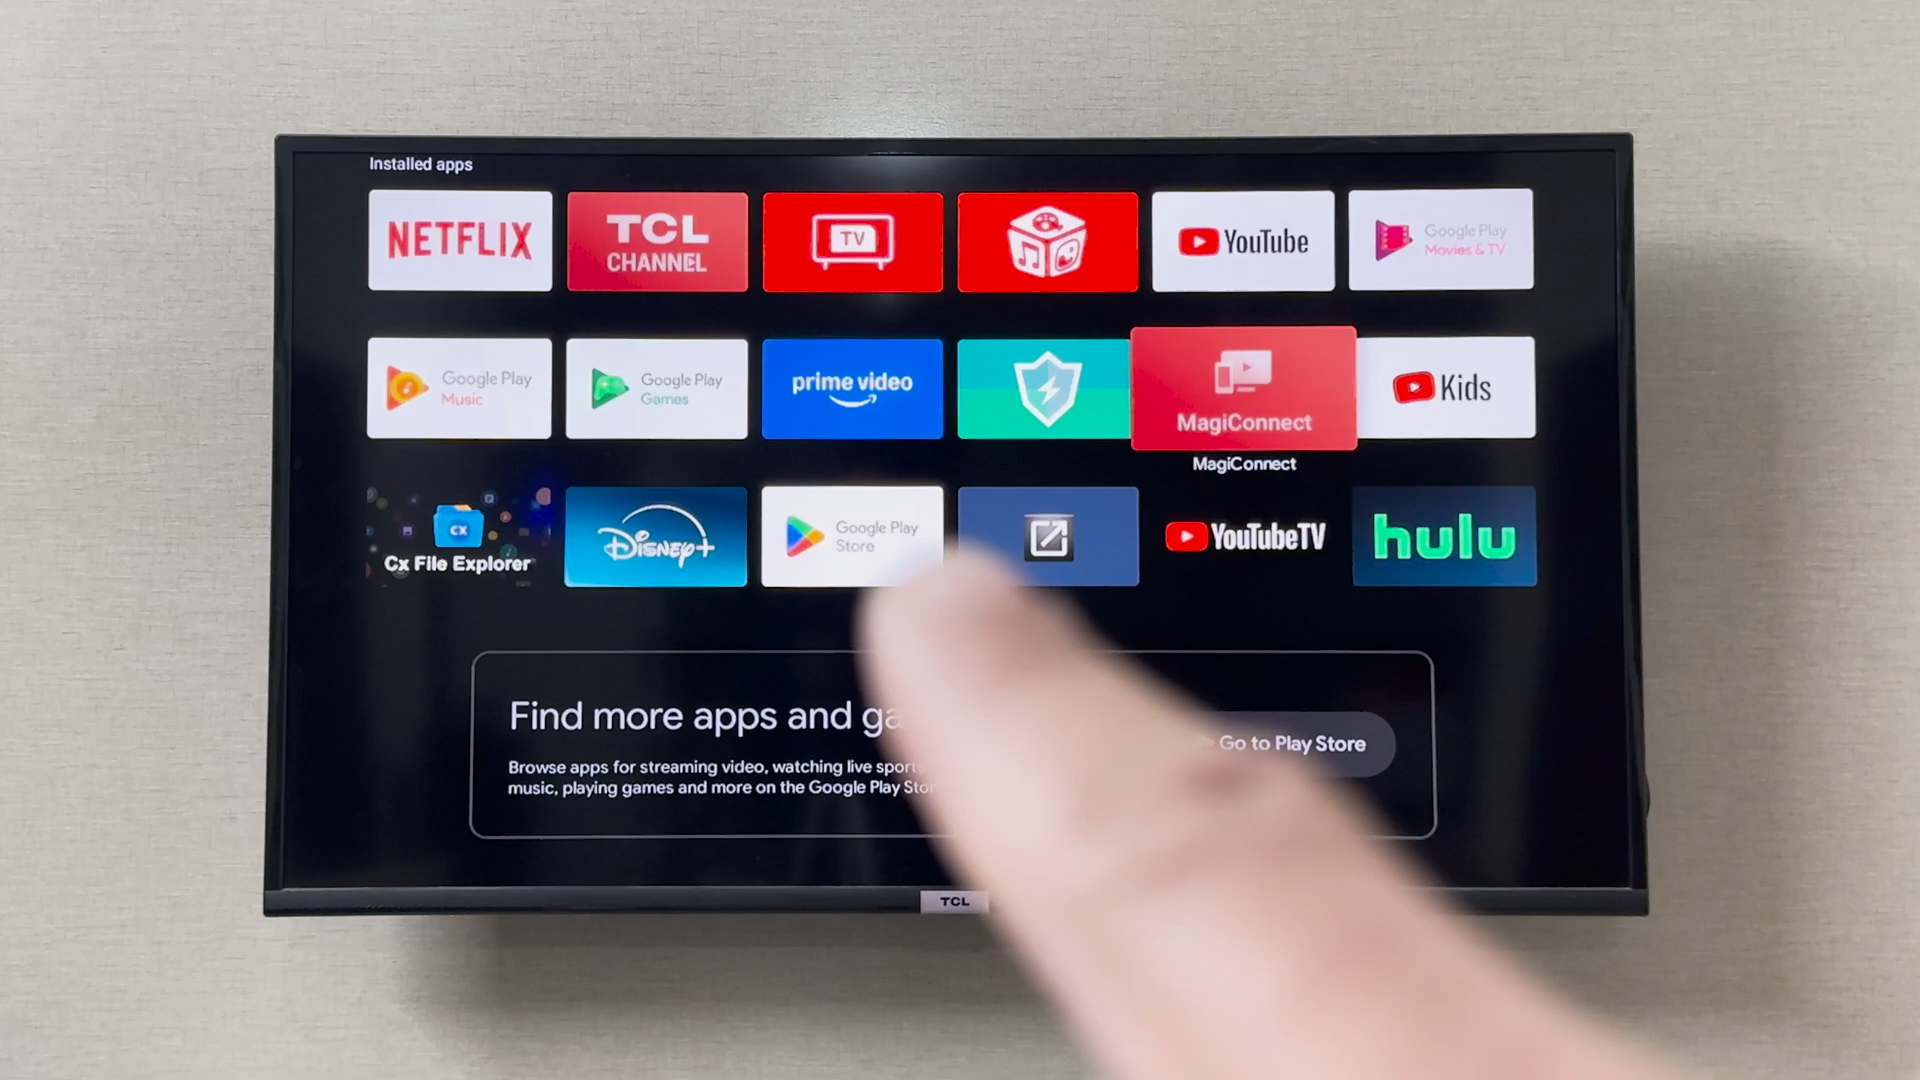 Installed apps
NETFLIX
TCL
CHANNEL
TV
YouTube
Google Play
Movies & TV
Google Play
Music
Google Play
Games
prime video
MagiConnect
Kids
MagiConnect
CX
Cx File Explorer
Disney+
Google Play
Store
YouTubeTV
hulu
Find more apps and
Browse apps for streaming video, watching live
music, playing games and more on the Google Play
Go to Play Store
TCL